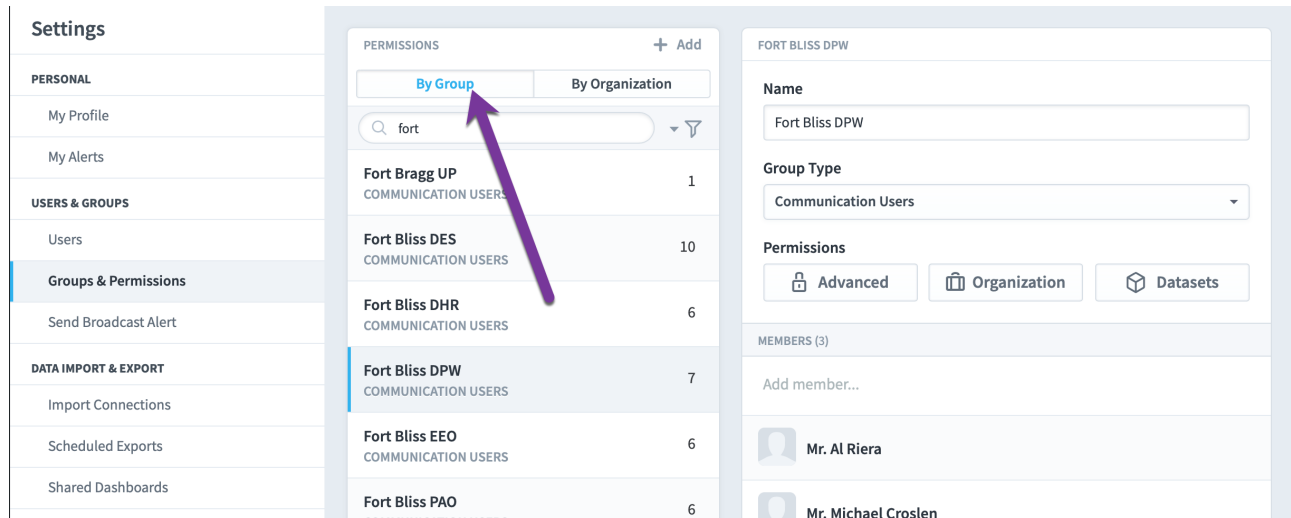 Settings
PERSONAL
My Profile
My Alerts
USERS & GROUPS
Users
Groups & Permissions
Send Broadcast Alert
DATA IMPORT & EXPORT
Import Connections
Scheduled Exports
Shared Dashboards
PERMISSIONS
Add
By Group
By Organization
fort
Fort Bragg UP
1
COMMUNICATION USERS
Fort Bliss DES
10
COMMUNICATION USERS
Fort Bliss DHR
6
COMMUNICATION USERS
Fort Bliss DPW
7
COMMUNICATION USERS
Fort Bliss EEO
6
COMMUNICATION USERS
Fort Bliss PAO
6
FORT BLISS DPW
Name
Fort Bliss DPW
Group Type
Communication Users
Permissions
Advanced
Organization
Datasets
MEMBERS (3)
Add member...
Mr. Al Riera
Mr. Michael Croslen